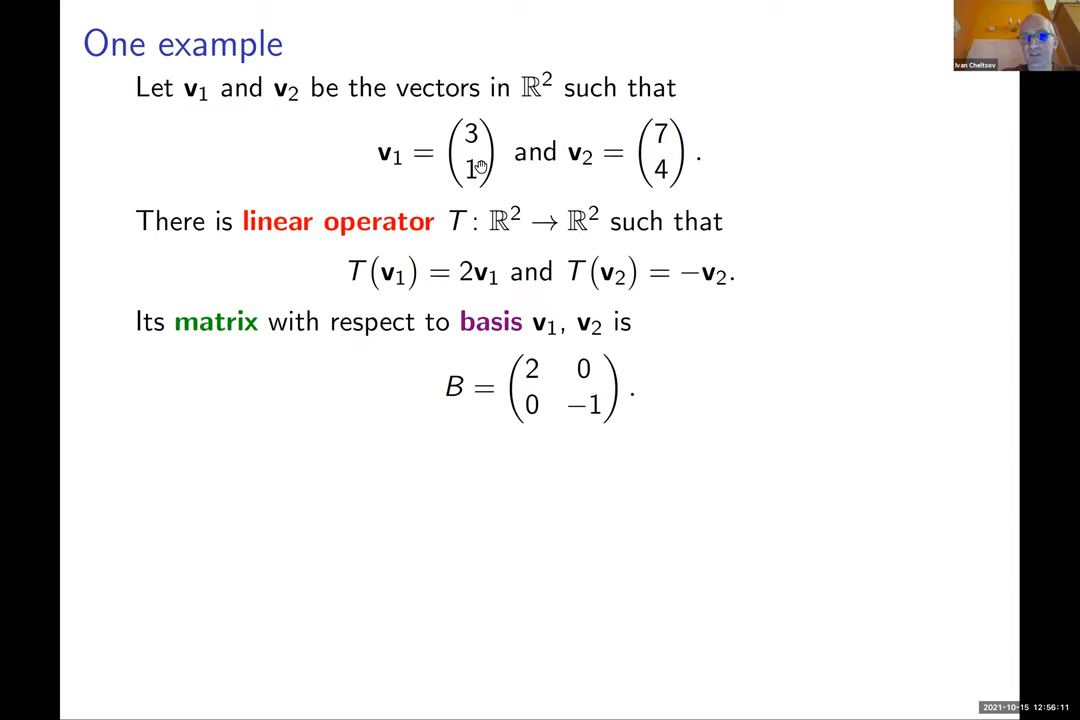 One example
Let v₁ and v₂ be the vectors in ℝ² such that
v₁ = (3 1) and v₂ = (7 4) .
There is linear operator T : ℝ² → ℝ² such that
T(v₁) = 2v₁ and T(v₂) = −v₂.
Its matrix with respect to basis v₁, v₂ is
B = (2 0
0 −1) .
Ivan Cheltsov
2021-10-15 12:56:11